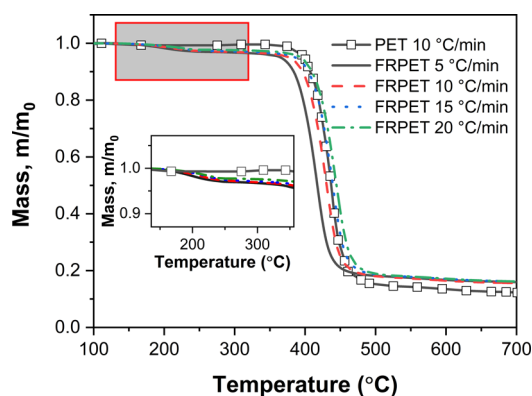 Mass, m/m0
1.0
0.8
0.6
0.4
0.2
0.0
100
200
300
400
500
600
700
Temperature (°C)
PET 10 °C/min
FRPET 5 °C/min
FRPET 10 °C/min
FRPET 15 °C/min
FRPET 20 °C/min
Mass, m/m0
1.0
0.9
200
300
Temperature (°C)